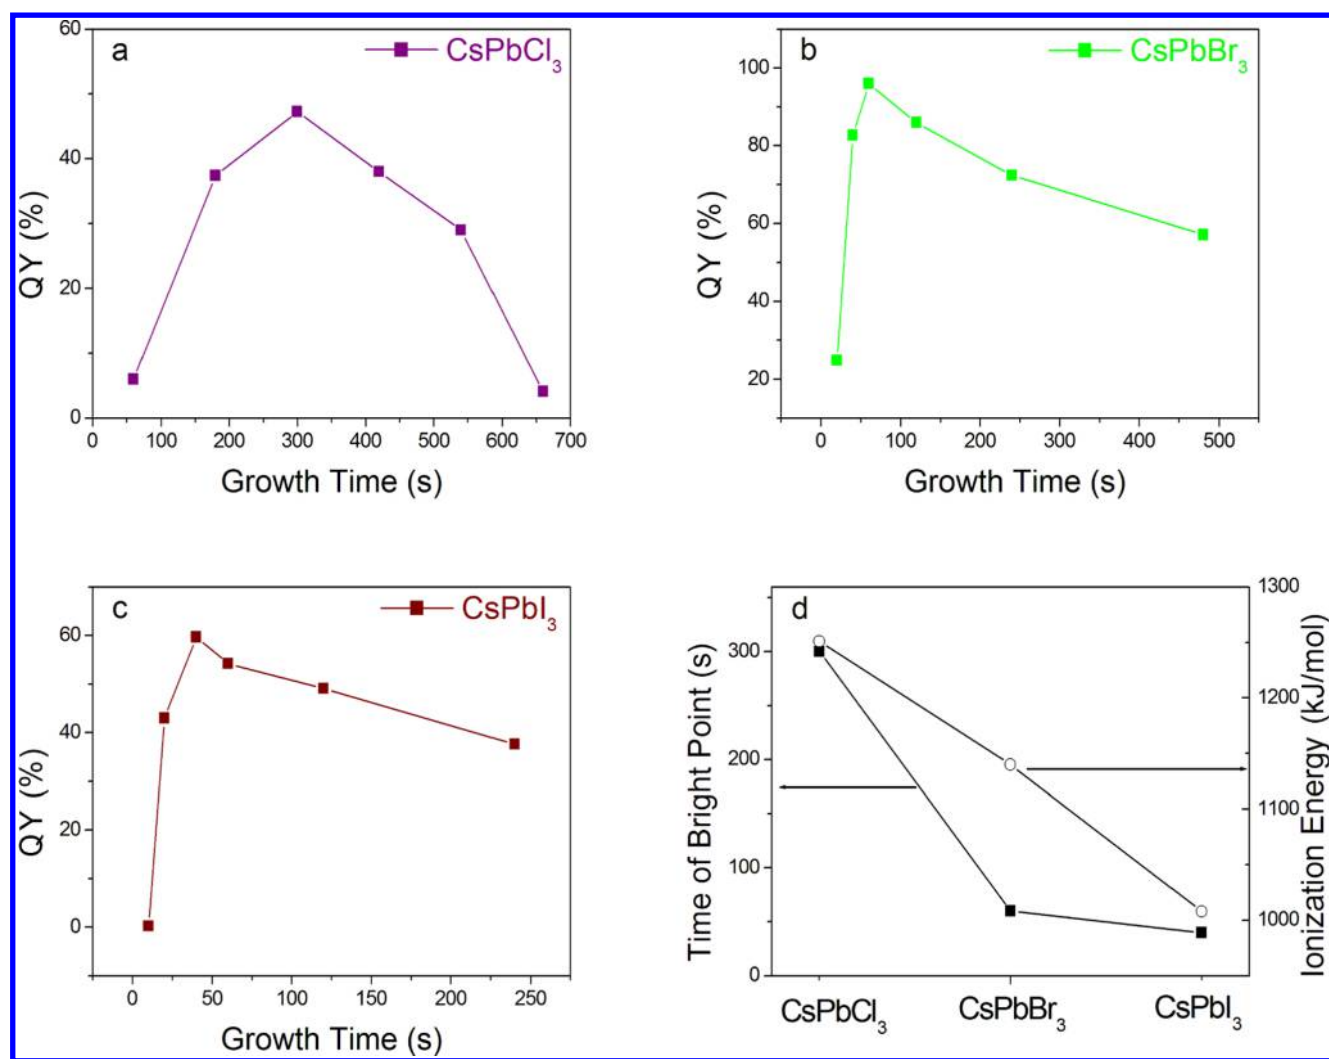 a
CsPbCl₃
60
40
20
0
QY (%)
0 100 200 300 400 500 600 700
Growth Time (s)
b
CsPbBr₃
100
80
60
40
20
QY (%)
0 100 200 300 400 500
Growth Time (s)
c
CsPbI₃
60
40
20
0
QY (%)
0 50 100 150 200 250
Growth Time (s)
d
300
200
100
0
Time of Bright Point (s)
1300
1200
1100
1000
Ionization Energy (kJ/mol)
CsPbCl₃ CsPbBr₃ CsPbI₃